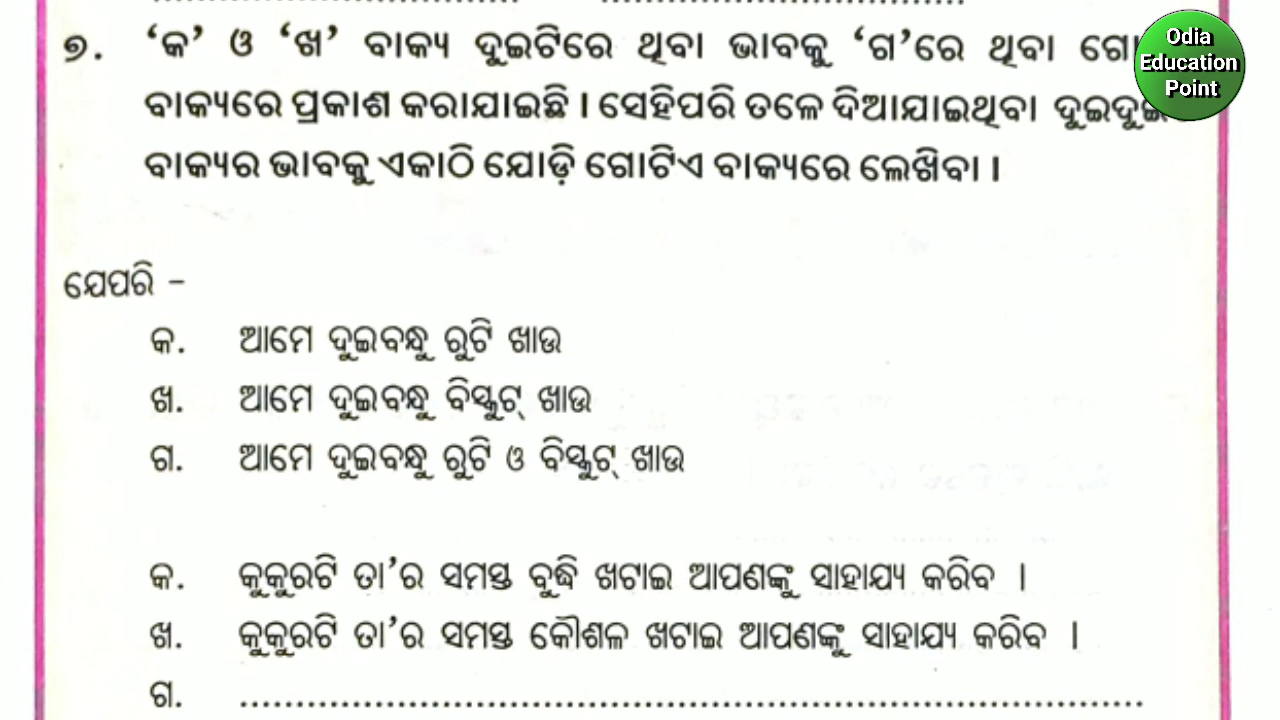 ୭. ‘କ’ ଓ ‘ଖ’ ବାକ୍ୟ ଦୁଇଟିରେ ଥିବା ଭାବକୁ ‘ଗ’ରେ ଥିବା
Odia
Education
Point
ବାକ୍ୟରେ ପ୍ରକାଶ କରାଯାଇଛି । ସେହିପରି ତଳେ ଦିଆଯାଇଥିବା ଦୁଇଦୁଇ
ବାକ୍ୟର ଭାବକୁ ଏକାଠି ଯୋଡ଼ି ଗୋଟିଏ ବାକ୍ୟରେ ଲେଖିବା ।
ଯେପରି –
କ. ଆମେ ଦୁଇବନ୍ଧୁ ରୁଟି ଖାଉ
ଖ. ଆମେ ଦୁଇବନ୍ଧୁ ବିସ୍କୁଟ୍ ଖାଉ
ଗ. ଆମେ ଦୁଇବନ୍ଧୁ ରୁଟି ଓ ବିସ୍କୁଟ୍ ଖାଉ
କ. କୁକୁରଟି ତା’ର ସମସ୍ତ ବୁଦ୍ଧି ଖଟାଇ ଆପଣଙ୍କୁ ସାହାଯ୍ୟ କରିବ ।
ଖ. କୁକୁରଟି ତା’ର ସମସ୍ତ କୌଶଳ ଖଟାଇ ଆପଣଙ୍କୁ ସାହାଯ୍ୟ କରିବ ।
ଗ. ................................................................................